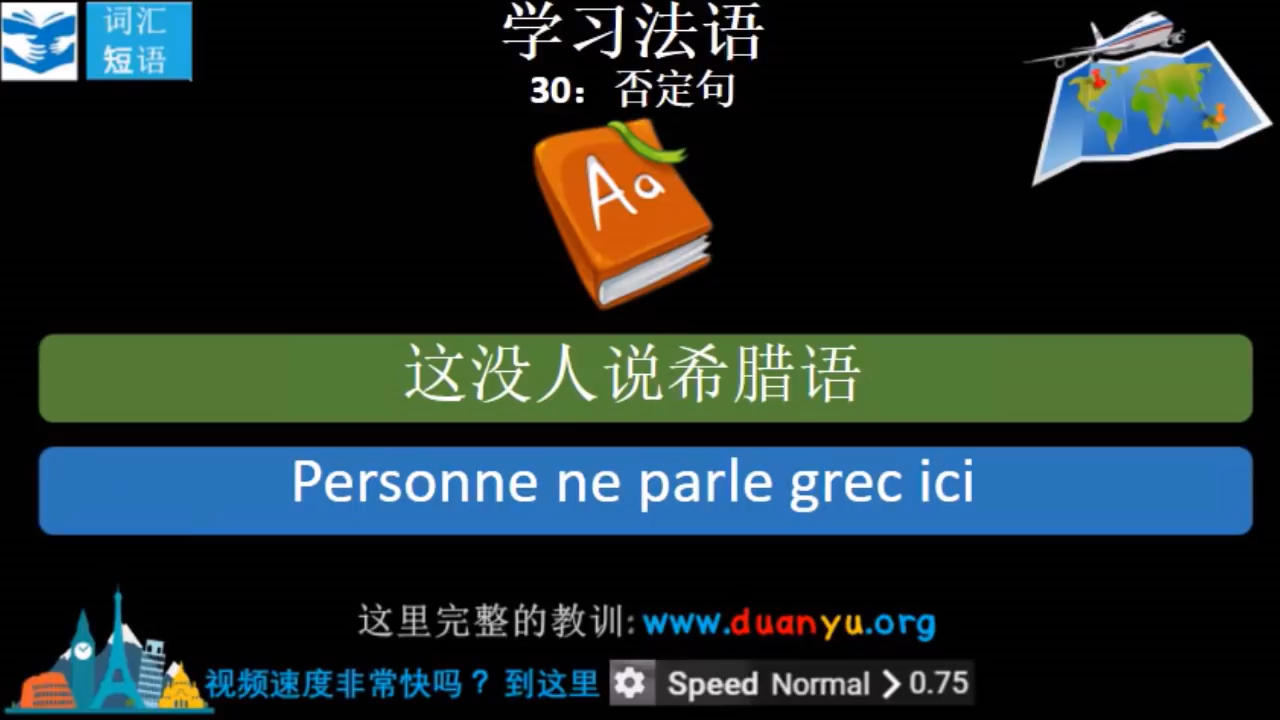 词汇
短语
学习法语
30：否定句
Aa
这没人说希腊语
Personne ne parle grec ici
这里完整的教训: www.duanyu.org
视频速度非常快吗？到这里 Speed Normal > 0.75